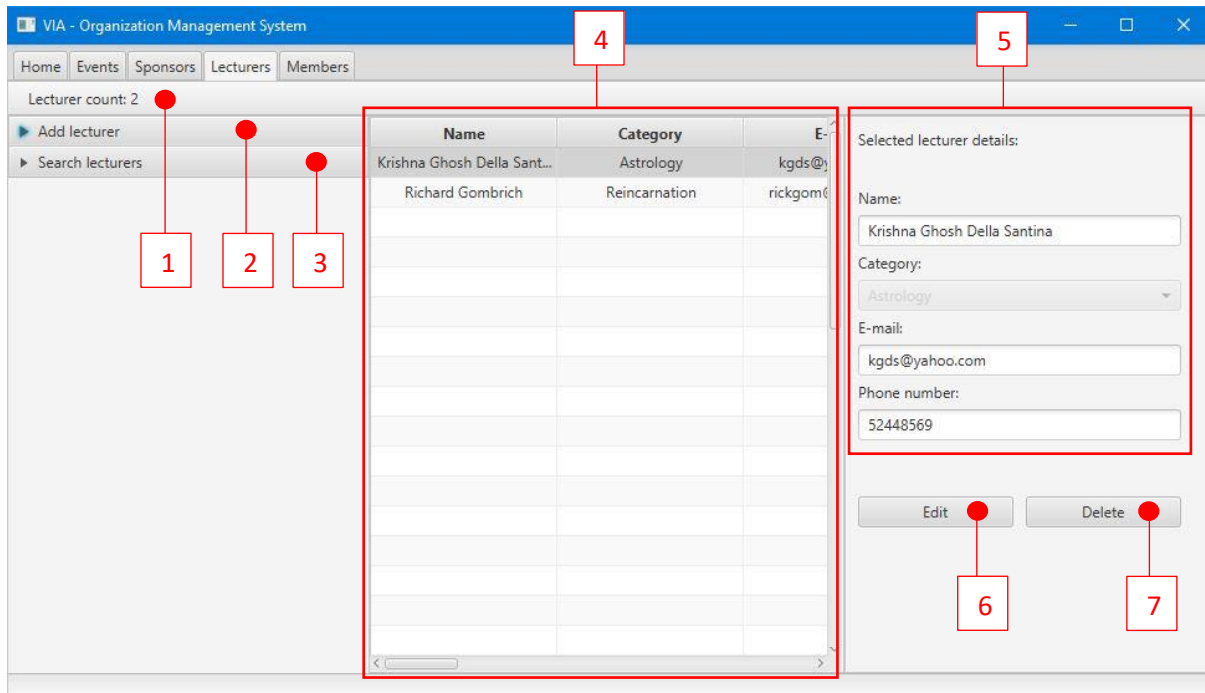 VIA - Organization Management System
4
5
Home Events Sponsors Lecturers Members
Lecturer count: 2
Add lecturer
Search lecturers
1
2
3
Name Category E-
Krishna Ghosh Della Sant... Astrology kgds@y
Richard Gombrich Reincarnation rickgom@
Selected lecturer details:
Name:
Krishna Ghosh Della Santina
Category:
Astrology
E-mail:
kgds@yahoo.com
Phone number:
52448569
Edit Delete
6
7